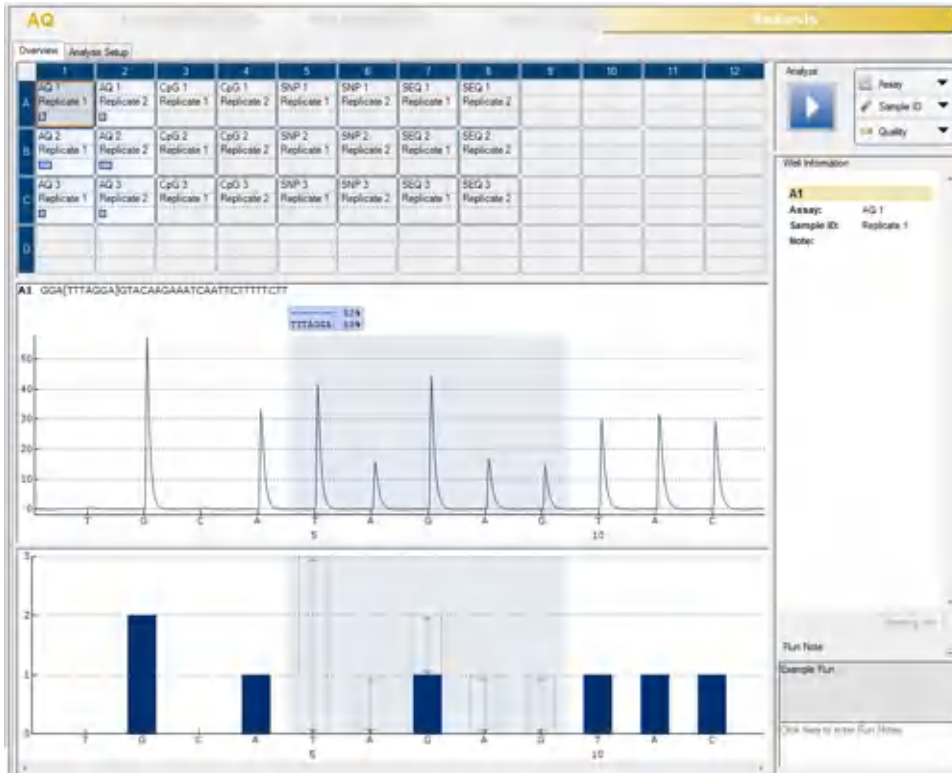 AQ
Overview Analysis Setup
Analyze
Assay
Sample ID
Quality
1 2 3 4 5 6 7 8 9 10 11 12
A
AQ 1 AQ 1 CpG 1 CpG 1 SNP 1 SNP 1 SEQ 1 SEQ 1
Replicate 1 Replicate 2 Replicate 1 Replicate 2 Replicate 1 Replicate 2 Replicate 1 Replicate 2
B
AQ 2 AQ 2 CpG 2 CpG 2 SNP 2 SNP 2 SEQ 2 SEQ 2
Replicate 1 Replicate 2 Replicate 1 Replicate 2 Replicate 1 Replicate 2 Replicate 1 Replicate 2
C
AQ 3 AQ 3 CpG 3 CpG 3 SNP 3 SNP 3 SEQ 3 SEQ 3
Replicate 1 Replicate 2 Replicate 1 Replicate 2 Replicate 1 Replicate 2 Replicate 1 Replicate 2
D
Well Information
A1
Assay: AQ 1
Sample ID: Replicate 1
Note:
A1 GGA[TTTAGGA]GTACAAGAAATCAATTCTTTTTCTT
TTTAGGA:
50
40
30
20
10
0
T G C A T A G A G T A C
5 10
3
2
1
0
T G C A T A G A G T A C
5 10
Run Note
Example Run
Click here to enter Run Notes